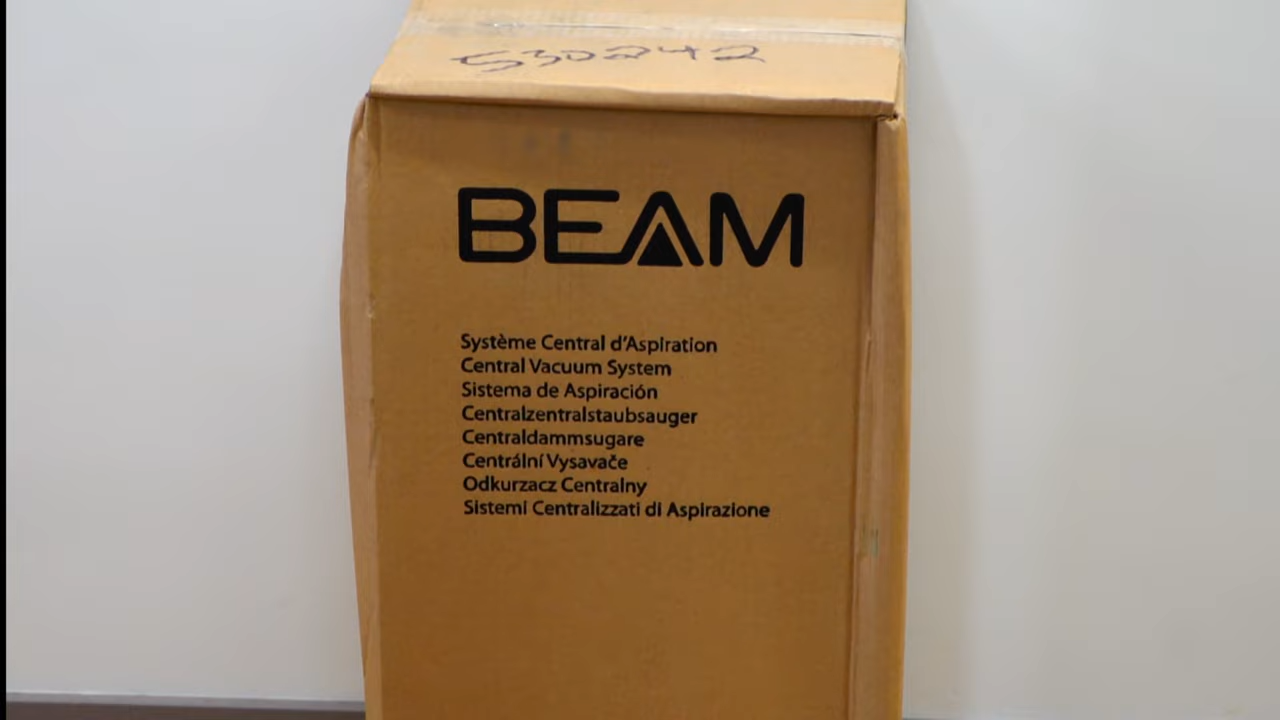 530242
BEAM
Système Central d'Aspiration
Central Vacuum System
Sistema de Aspiración
Centralzentralstaubsauger
Centraldammsugare
Centrální Vysavače
Odkurzacz Centralny
Sistemi Centralizzati di Aspirazione